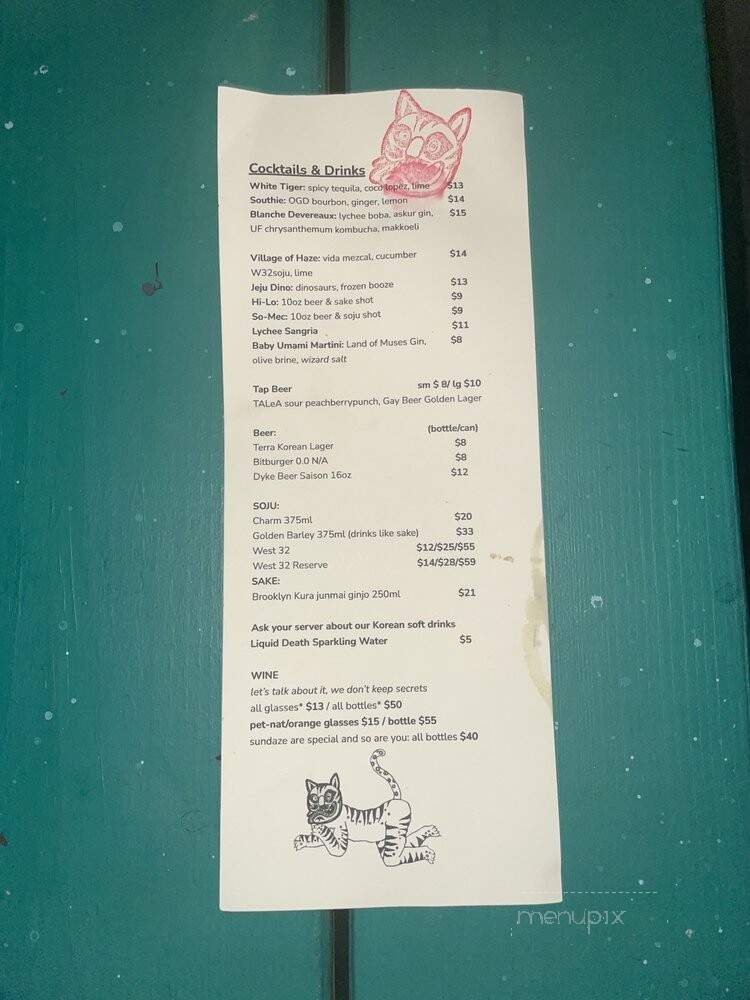 Cocktails & Drinks
White Tiger: spicy tequila, coco lopez, lime $13
Southie: OGD bourbon, ginger, lemon $14
Blanche Devereaux: lychee boba, askur gin, $15
UF chrysanthemum kombucha, makkoeli
Village of Haze: vida mezcal, cucumber $14
W32soju, lime
Jeju Dino: dinosaurs, frozen booze $13
Hi-Lo: 10oz beer & sake shot $9
So-Mec: 10oz beer & soju shot $9
Lychee Sangria $11
Baby Umami Martini: Land of Muses Gin, $8
olive brine, wizard salt
Tap Beer sm $ 8/ lg $10
TALeA sour peachberrypunch, Gay Beer Golden Lager
Beer: (bottle/can)
Terra Korean Lager $8
Bitburger 0.0 N/A $8
Dyke Beer Saison 16oz $12
SOJU:
Charm 375ml $20
Golden Barley 375ml (drinks like sake) $33
West 32 $12/$25/$55
West 32 Reserve $14/$28/$59
SAKE:
Brooklyn Kura junmai ginjo 250ml $21
Ask your server about our Korean soft drinks
Liquid Death Sparkling Water $5
WINE
let's talk about it, we don't keep secrets
all glasses* $13 / all bottles* $50
pet-nat/orange glasses $15 / bottle $55
sundaze are special and so are you: all bottles $40
menupix